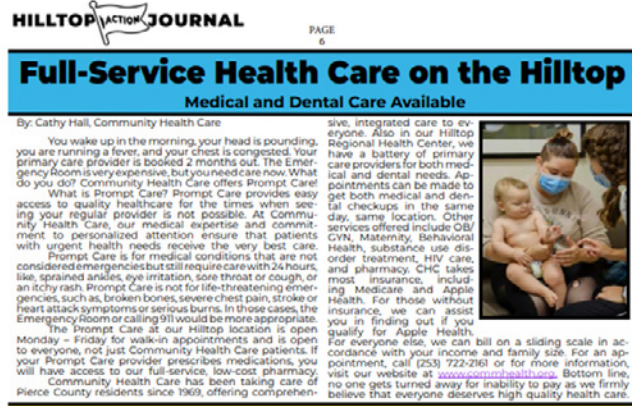 HILLTOP ACTION JOURNAL
PAGE
6
Full-Service Health Care on the Hilltop
Medical and Dental Care Available
By: Cathy Hall, Community Health Care
You wake up in the morning, your head is pounding,
you are running a fever, and your chest is congested. Your
primary care provider is booked 2 months out. The Emer-
gency Room is very expensive, but you need care now. What
do you do? Community Health Care offers Prompt Care!
What is Prompt Care? Prompt Care provides easy
access to quality healthcare for the times when see-
ing your regular provider is not possible. At Commu-
nity Health Care, our medical expertise and commit-
ment to personalized attention ensure that patients
with urgent health needs receive the very best care.
Prompt Care is for medical conditions that are not
considered emergencies but still require care with 24 hours,
like, sprained ankles, eye irritation, sore throat or cough, or
an itchy rash. Prompt Care is not for life-threatening emer-
gencies, such as, broken bones, severe chest pain, stroke or
heart attack symptoms or serious burns. In those cases, the
Emergency Room or calling 911 would be more appropriate.
The Prompt Care at our Hilltop location is open
Monday – Friday for walk-in appointments and is open
to everyone, not just Community Health Care patients. If
your Prompt Care provider prescribes medications, you
will have access to our full-service, low-cost pharmacy.
Community Health Care has been taking care of
Pierce County residents since 1969, offering comprehen-
sive, integrated care to ev-
eryone. Also in our Hilltop
Regional Health Center, we
have a battery of primary
care providers for both med-
ical and dental needs. Ap-
pointments can be made to
get both medical and den-
tal checkups in the same
day, same location. Other
services offered include OB/
GYN, Maternity, Behavioral
Health, substance use dis-
order treatment, HIV care,
and pharmacy. CHC takes
most insurance, includ-
ing Medicare and Apple
Health. For those without
insurance, we can assist
you in finding out if you
qualify for Apple Health.
For everyone else, we can bill on a sliding scale in ac-
cordance with your income and family size. For an ap-
pointment, call (253) 722-2161 or for more information,
visit our website at www.commhealth.org. Bottom line,
no one gets turned away for inability to pay as we firmly
believe that everyone deserves high quality health care.